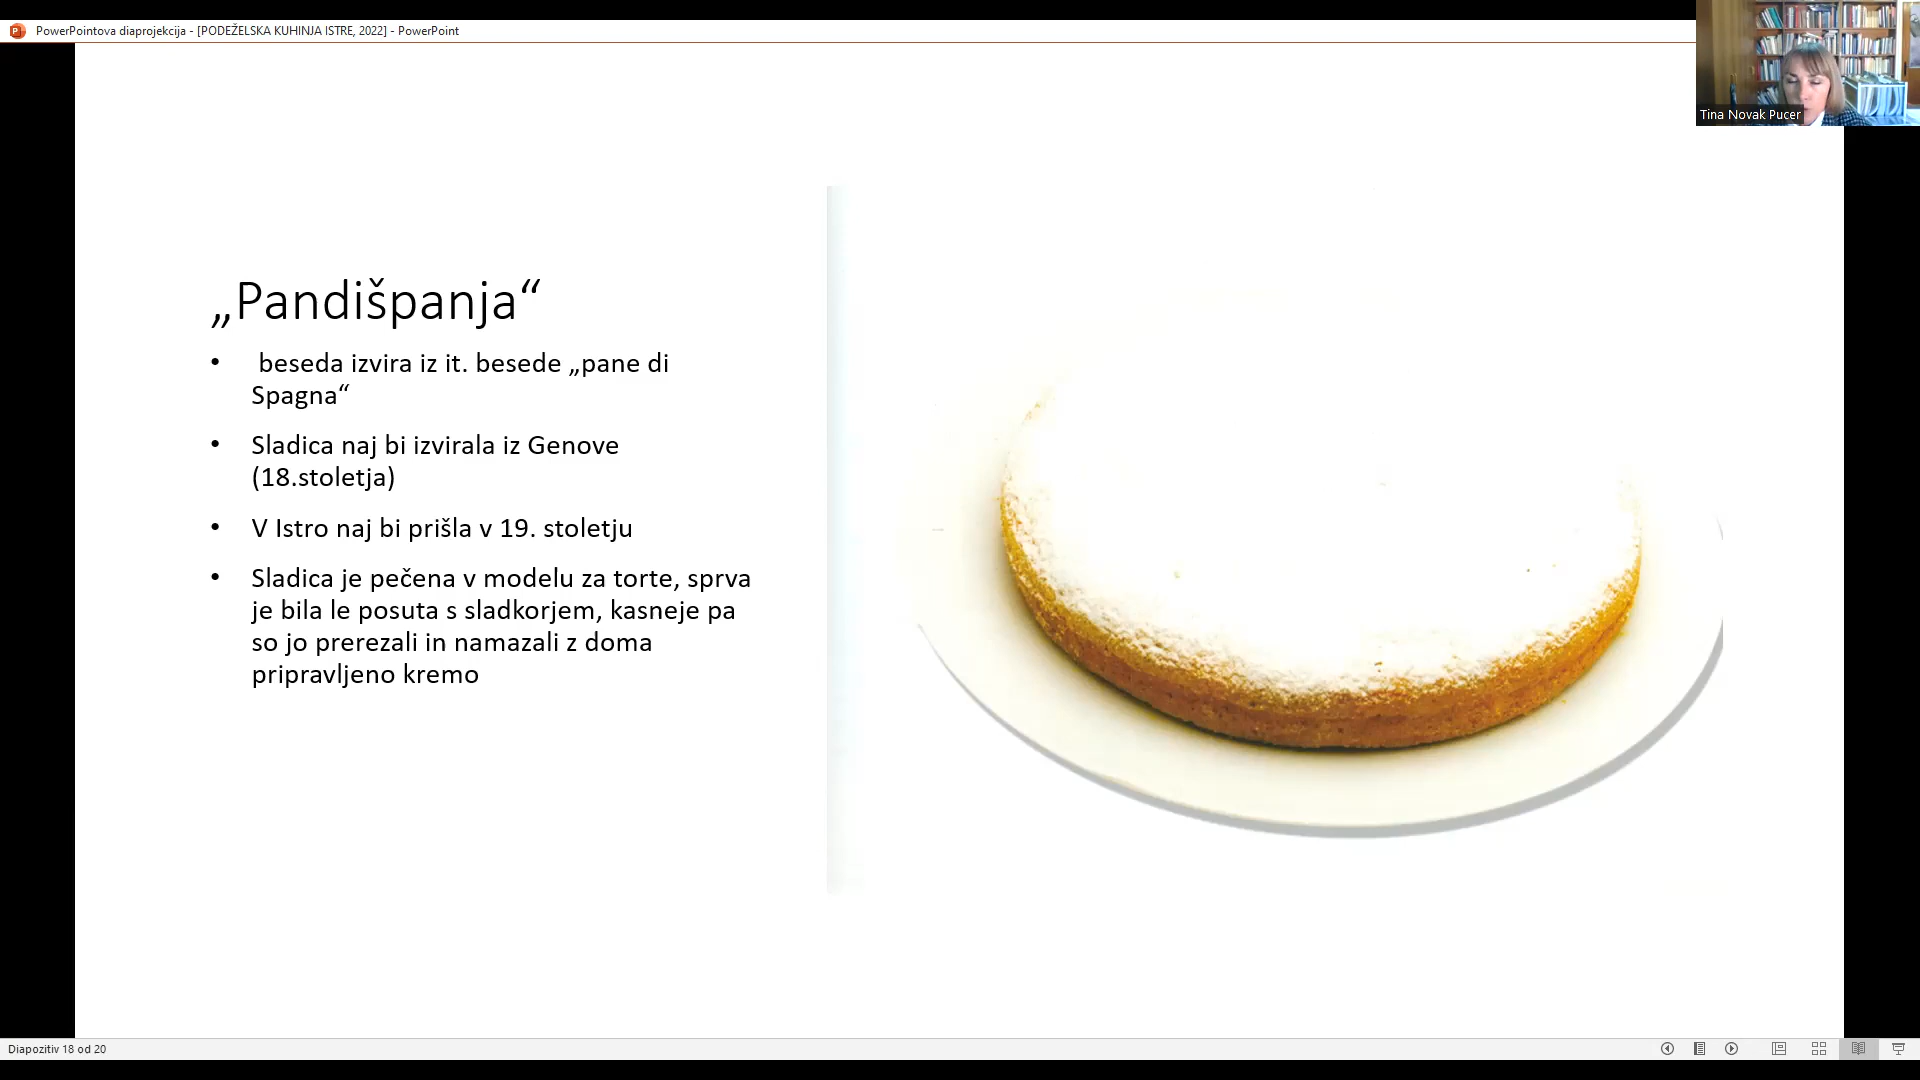 PowerPointova diaprojekcija - [PODEŽELSKA KUHINJA ISTRE, 2022] - PowerPoint
Tina Novak Pucer
„Pandišpanja“
• beseda izvira iz it. besede „pane di
Spagna“
• Sladica naj bi izvirala iz Genove
(18.stoletja)
• V Istro naj bi prišla v 19. stoletju
• Sladica je pečena v modelu za torte, sprva
je bila le posuta s sladkorjem, kasneje pa
so jo prerezali in namazali z doma
pripravljeno kremo
Diapozitiv 18 od 20